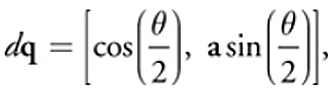 dq = [cos(θ/2), a sin(θ/2)],